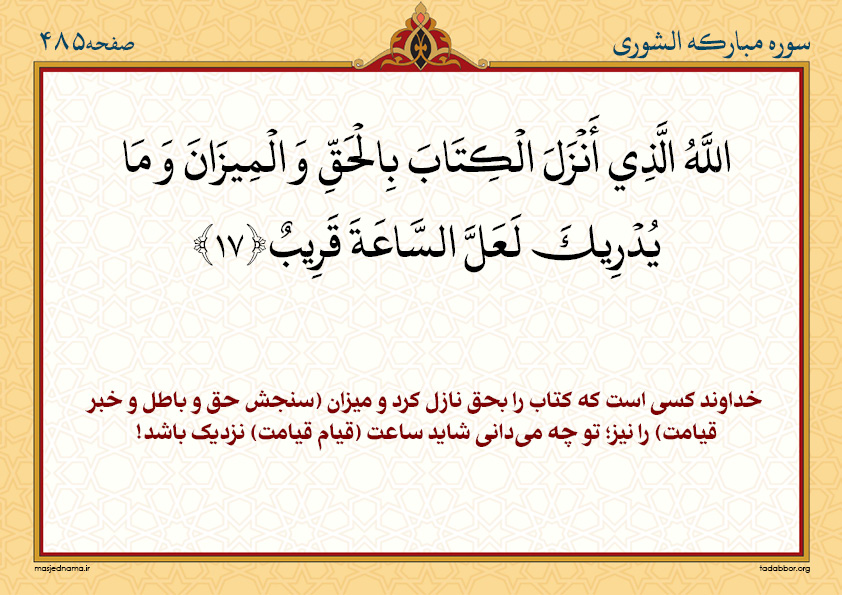 سوره مبارکه الشوری
صفحه۴۸۵
اللَّهُ الَّذِي أَنْزَلَ الْكِتَابَ بِالْحَقِّ وَ الْمِيزَانَ وَ مَا
يُدْرِيكَ لَعَلَّ السَّاعَةَ قَرِيبٌ ﴿۱۷﴾
خداوند کسی است که کتاب را بحق نازل کرد و میزان (سنجش حق و باطل و خبر
قیامت) را نیز؛ تو چه می‌دانی شاید ساعت (قیام قیامت) نزدیک باشد!
masjednama.ir
tadabbor.org